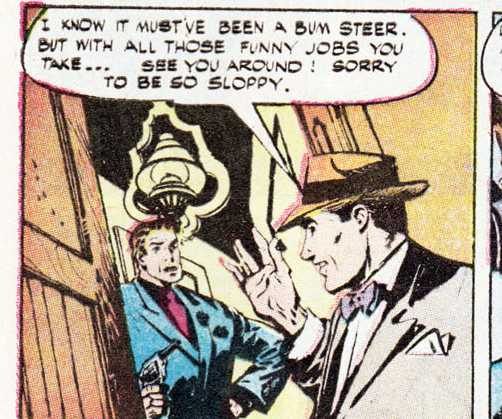 I KNOW IT MUST'VE BEEN A BUM STEER.
BUT WITH ALL THOSE FUNNY JOBS YOU
TAKE... SEE YOU AROUND! SORRY
TO BE SO SLOPPY.